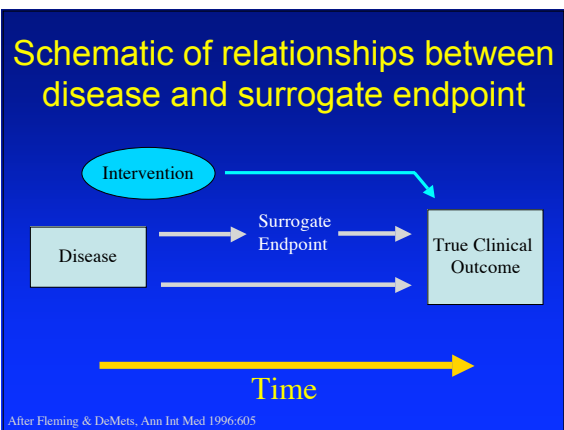 Schematic of relationships between
disease and surrogate endpoint
Intervention
Surrogate
Endpoint
Disease
True Clinical
Outcome
Time
After Fleming & DeMets, Ann Int Med 1996:605